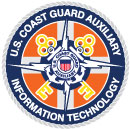 U.S. COAST GUARD AUXILIARY
INFORMATION TECHNOLOGY